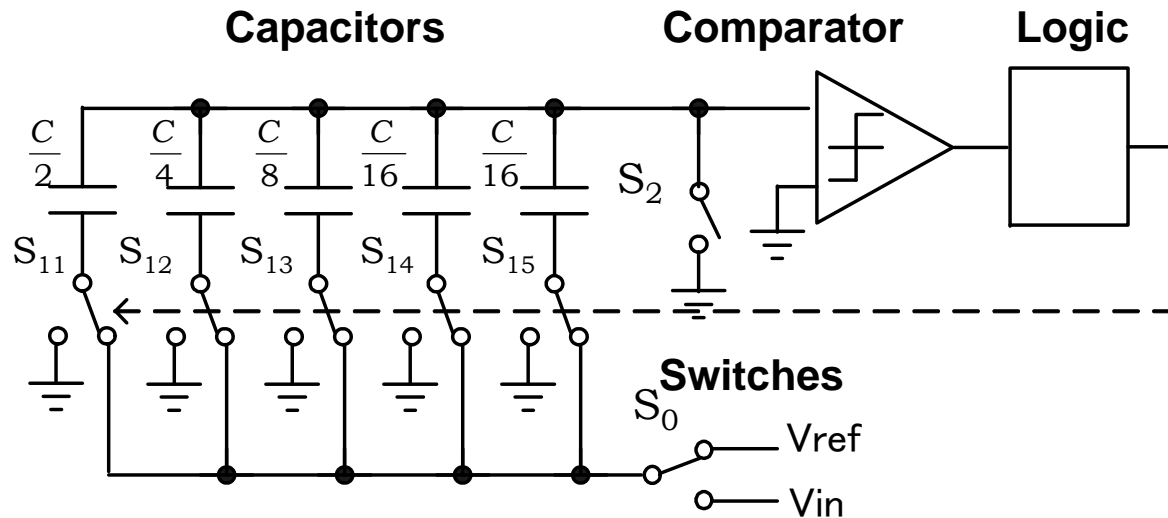 Capacitors Comparator Logic
C/2 C/4 C/8 C/16 C/16
S₂
S₁₁ S₁₂ S₁₃ S₁₄ S₁₅
Switches
S₀
Vref
Vin